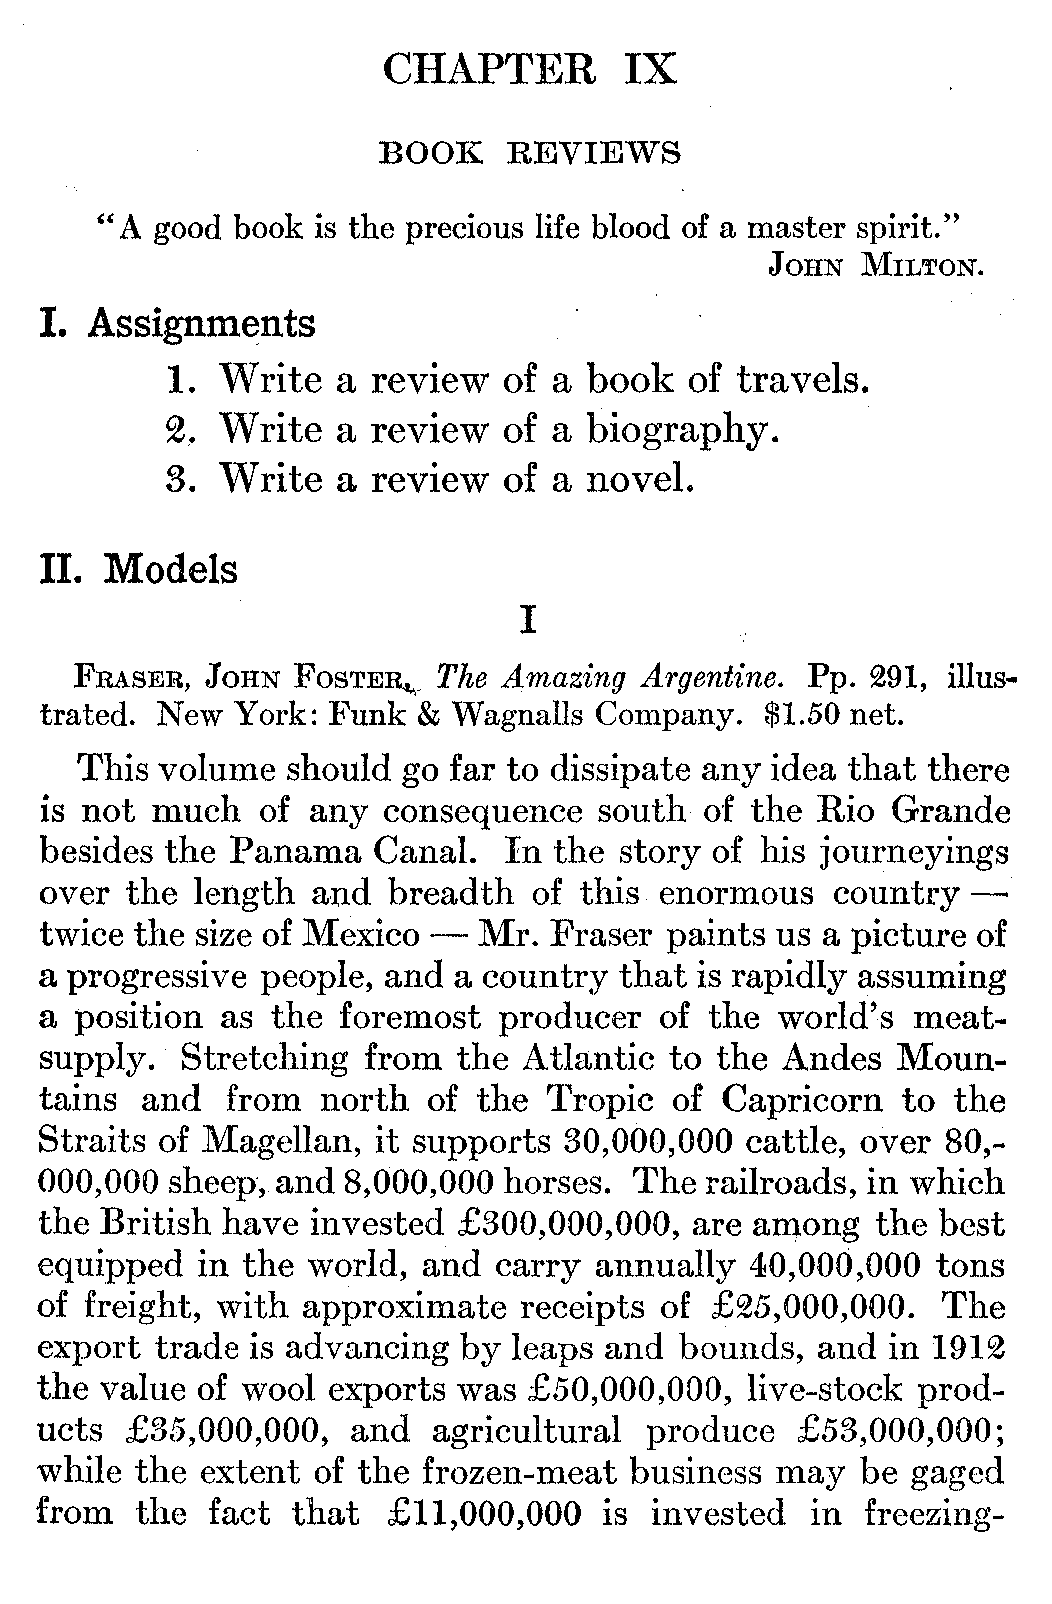 CHAPTER IX
BOOK REVIEWS
"A good book is the precious life blood of a master spirit."
JOHN MILTON.
I. Assignments
1. Write a review of a book of travels.
2. Write a review of a biography.
3. Write a review of a novel.
II. Models
I
FRASER, JOHN FOSTER, The Amazing Argentine. Pp. 291, illus-
trated. New York: Funk & Wagnalls Company. $1.50 net.
This volume should go far to dissipate any idea that there
is not much of any consequence south of the Rio Grande
besides the Panama Canal. In the story of his journeyings
over the length and breadth of this enormous country —
twice the size of Mexico — Mr. Fraser paints us a picture of
a progressive people, and a country that is rapidly assuming
a position as the foremost producer of the world's meat-
supply. Stretching from the Atlantic to the Andes Moun-
tains and from north of the Tropic of Capricorn to the
Straits of Magellan, it supports 30,000,000 cattle, over 80,-
000,000 sheep, and 8,000,000 horses. The railroads, in which
the British have invested £300,000,000, are among the best
equipped in the world, and carry annually 40,000,000 tons
of freight, with approximate receipts of £25,000,000. The
export trade is advancing by leaps and bounds, and in 1912
the value of wool exports was £50,000,000, live-stock prod-
ucts £35,000,000, and agricultural produce £53,000,000;
while the extent of the frozen-meat business may be gaged
from the fact that £11,000,000 is invested in freezing-